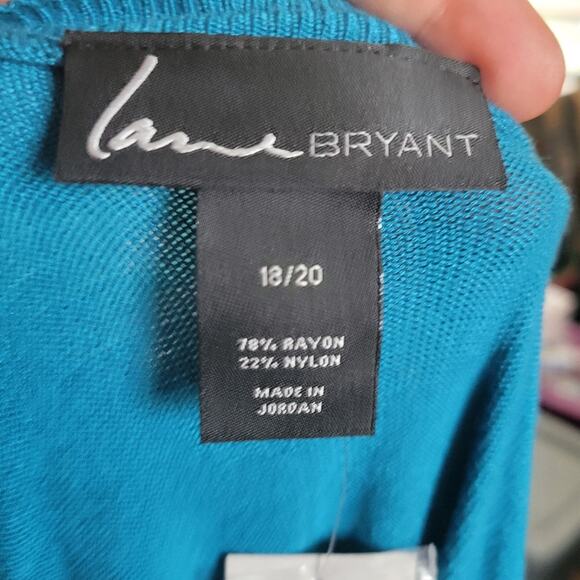 Lane BRYANT
18/20
78% RAYON
22% NYLON
MADE IN
JORDAN